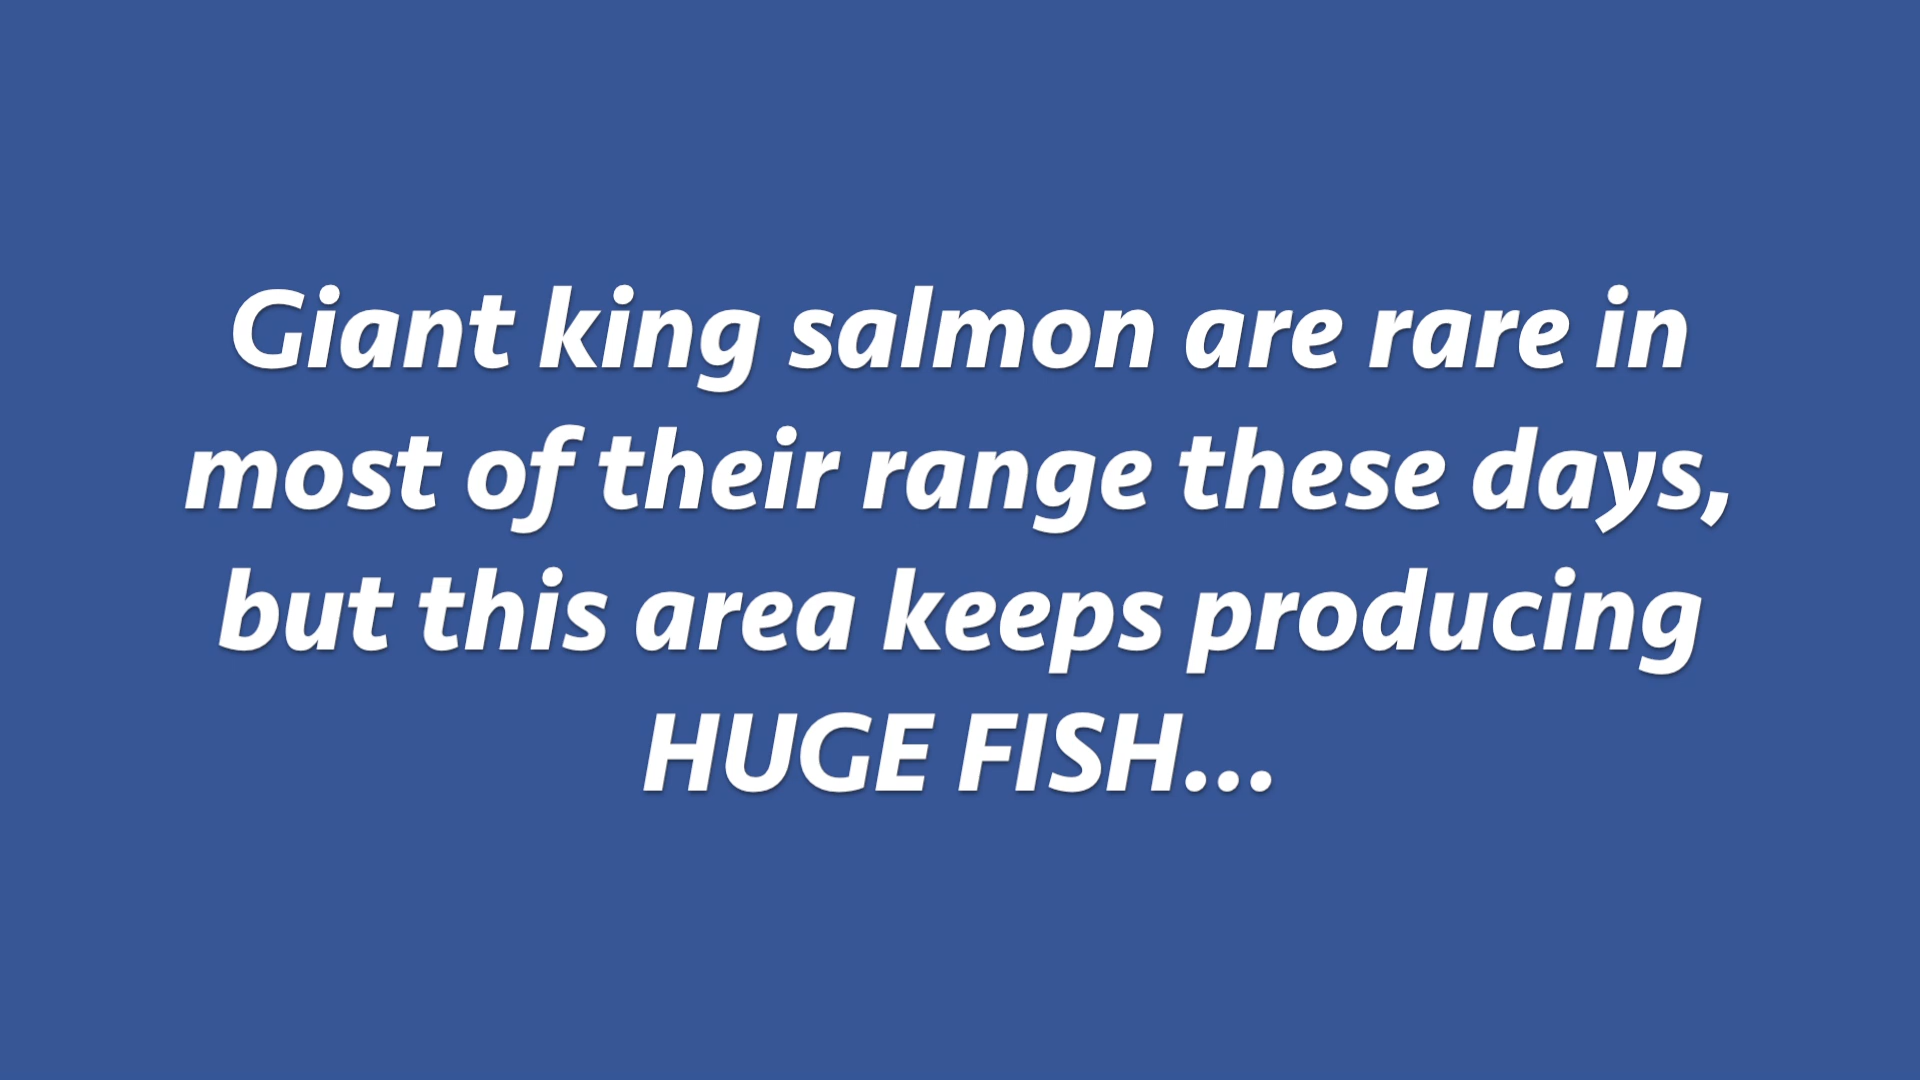 Giant king salmon are rare in
most of their range these days,
but this area keeps producing
HUGE FISH...